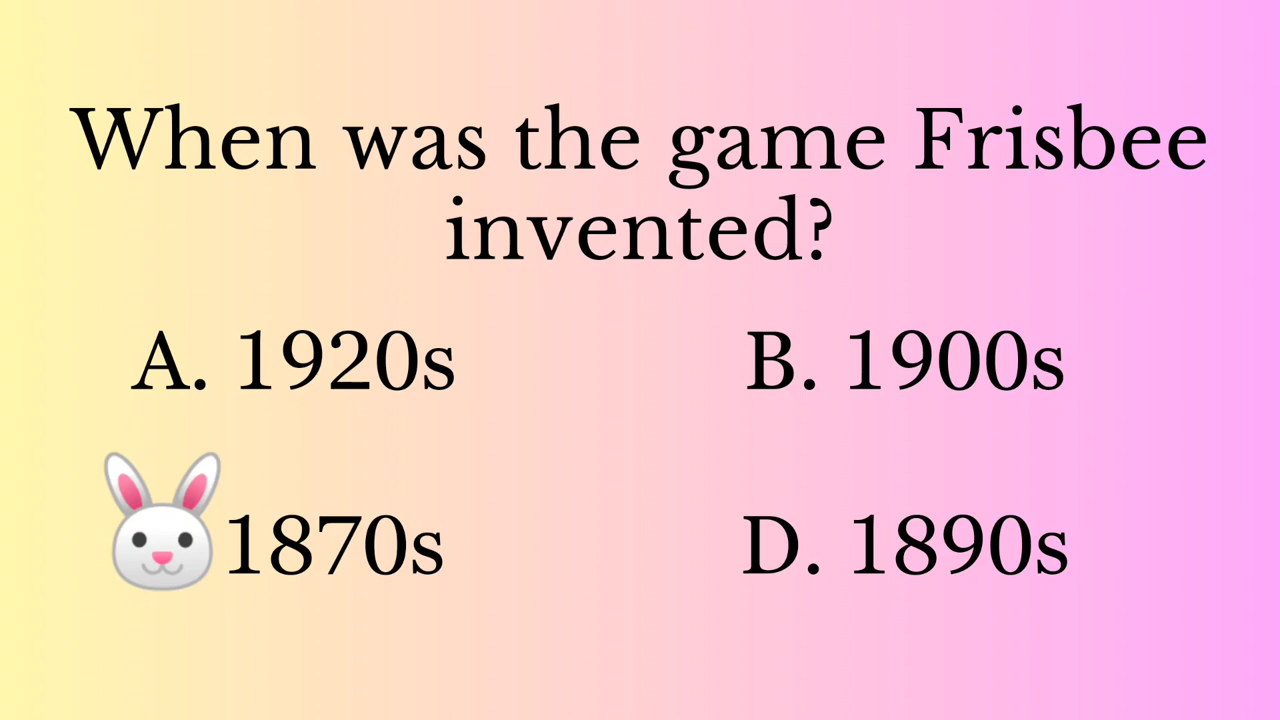 When was the game Frisbee
invented?
A. 1920s
B. 1900s
1870s
D. 1890s